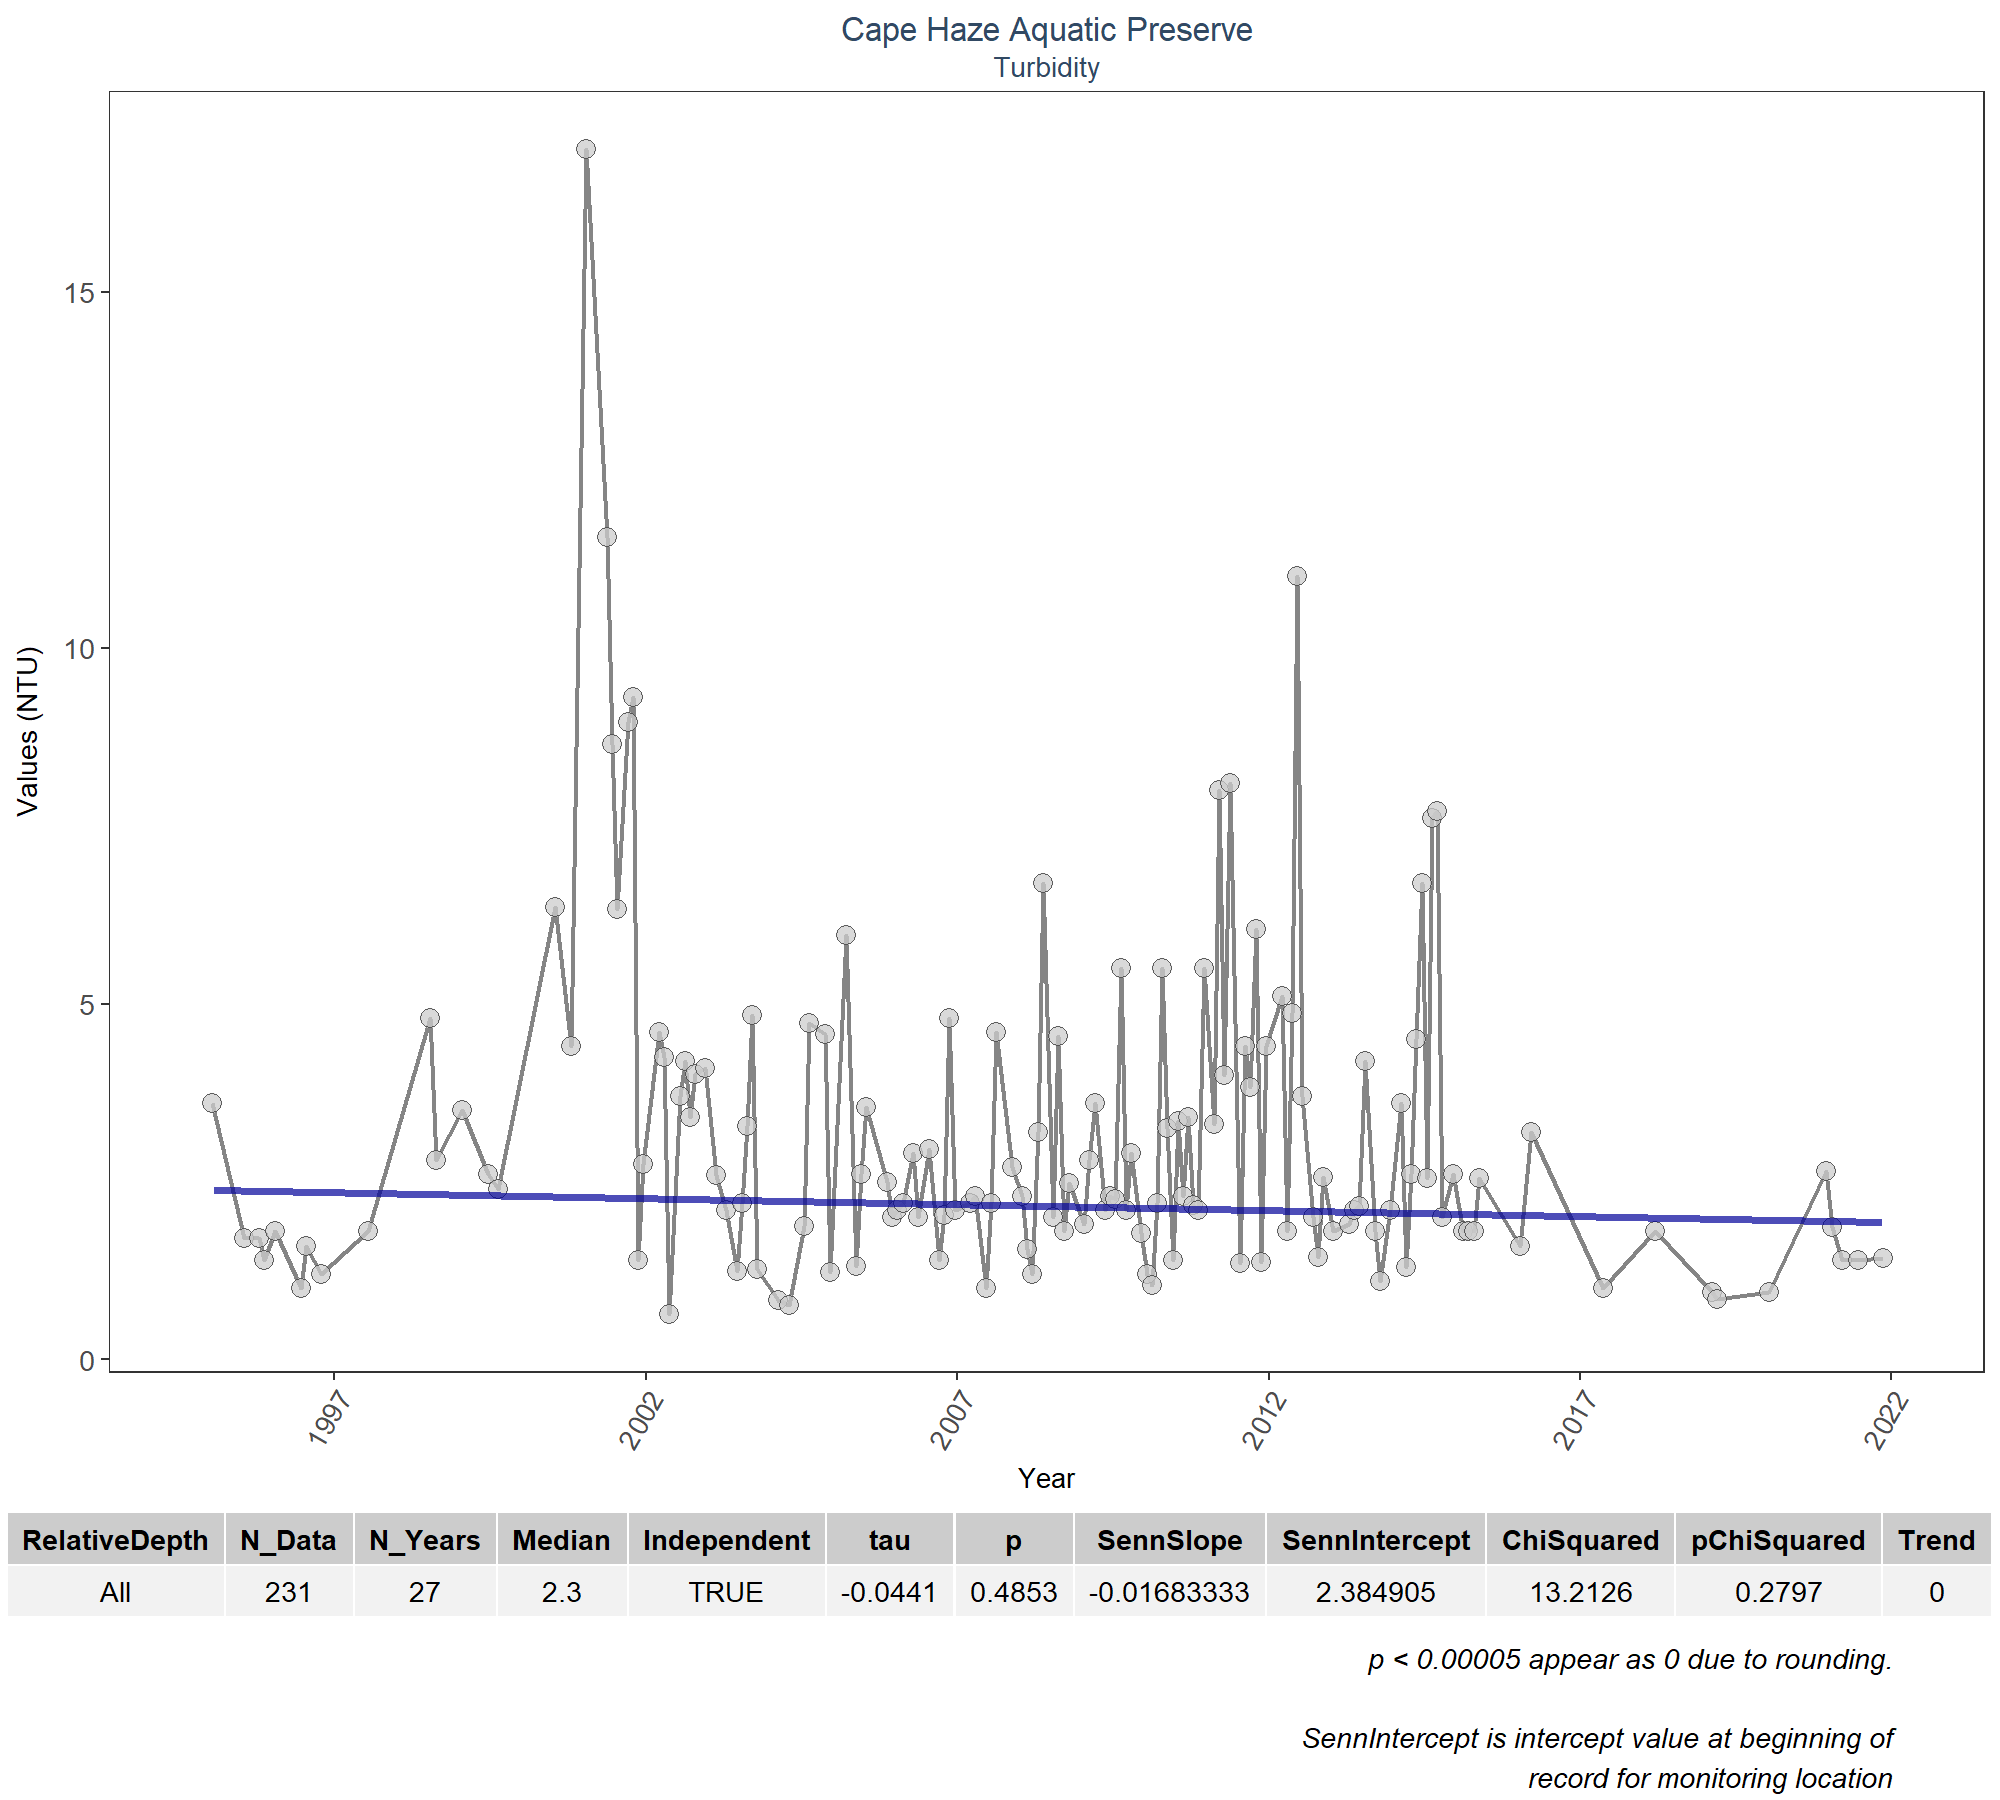 Cape Haze Aquatic Preserve
Turbidity
Values (NTU)
15
10
5
0
1997
2002
2007
2012
2017
2022
Year
RelativeDepth N_Data N_Years Median Independent tau p SennSlope SennIntercept ChiSquared pChiSquared Trend
All 231 27 2.3 TRUE -0.0441 0.4853 -0.01683333 2.384905 13.2126 0.2797 0
p < 0.00005 appear as 0 due to rounding.
SennIntercept is intercept value at beginning of
record for monitoring location